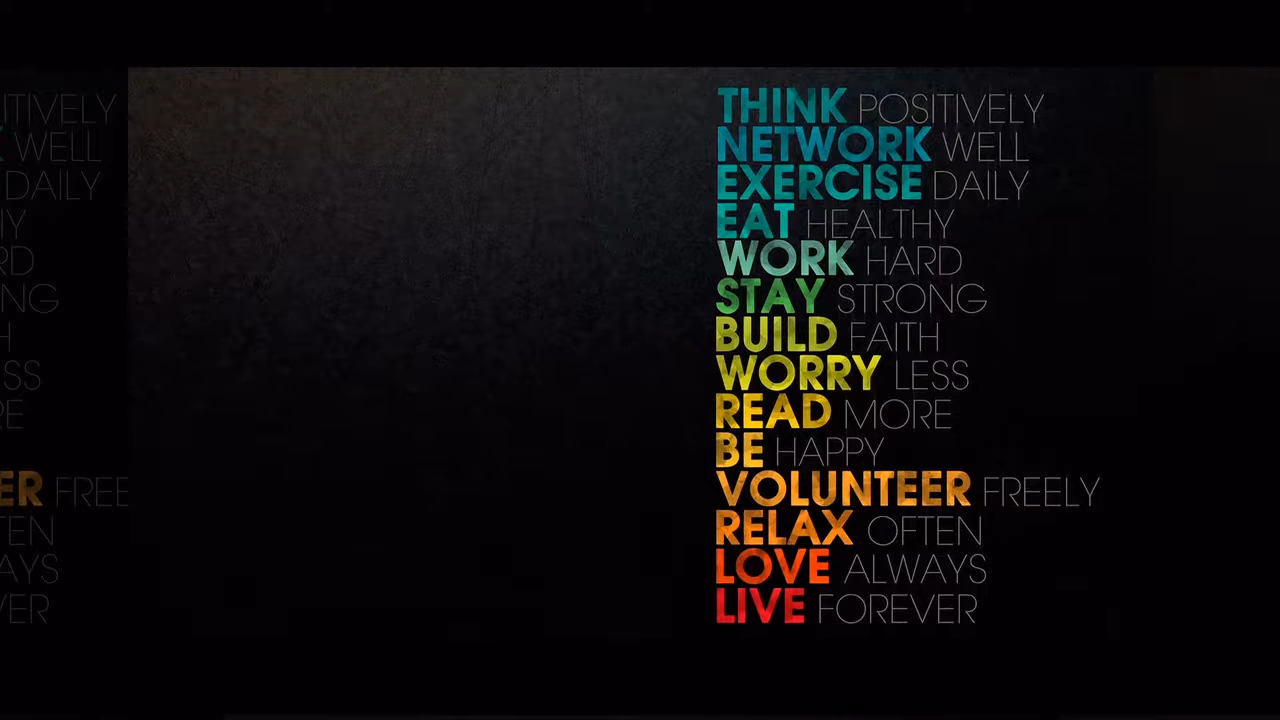 THINK POSITIVELY
NETWORK WELL
EXERCISE DAILY
EAT HEALTHY
WORK HARD
STAY STRONG
BUILD FAITH
WORRY LESS
READ MORE
BE HAPPY
VOLUNTEER FREELY
RELAX OFTEN
LOVE ALWAYS
LIVE FOREVER